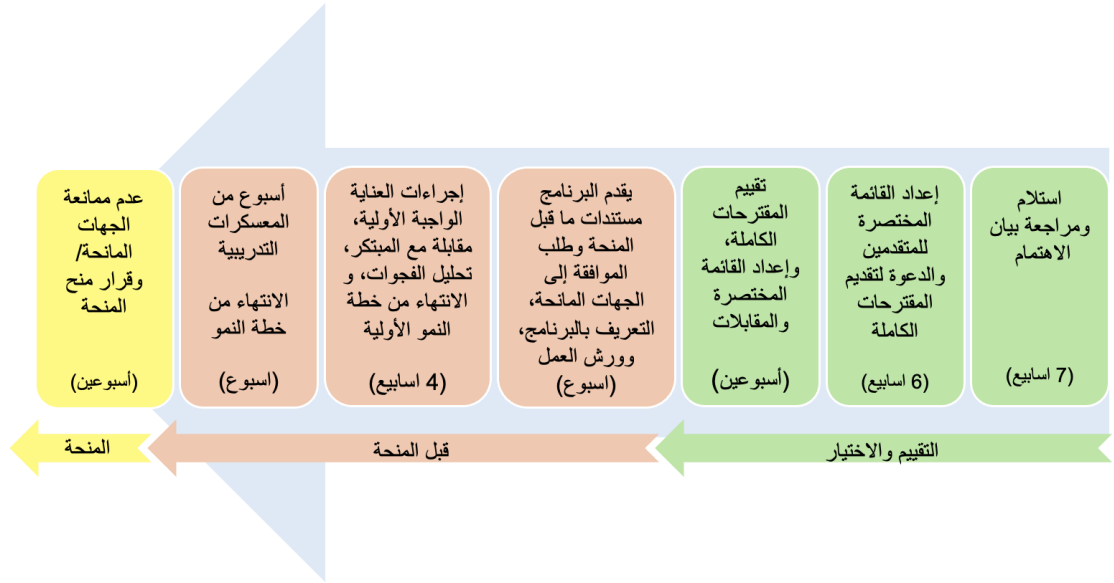 استلام
ومراجعة بيان
الاهتمام
(7 اسابيع)
إعداد القائمة
المختصرة
للمتقدمين
والدعوة لتقديم
المقترحات
الكاملة
(6 اسابيع)
تقييم
المقترحات
الكاملة،
وإعداد القائمة
المختصرة
والمقابلات
(أسبوعين)
يقدم البرنامج
مستندات ما قبل
المنحة وطلب
الموافقة إلى
الجهات المانحة،
التعريف بالبرنامج،
وورش العمل
(اسبوع)
إجراءات العناية
الواجبة الأولية،
مقابلة مع المبتكر،
تحليل الفجوات، و
الانتهاء من خطة
النمو الأولية
(4 اسابيع)
أسبوع من
المعسكرات
التدريبية
الانتهاء من
خطة النمو
(اسبوع)
عدم ممانعة
الجهات
المانحة/
وقرار منح
المنحة
(أسبوعين)
التقييم والاختيار
قبل المنحة
المنحة